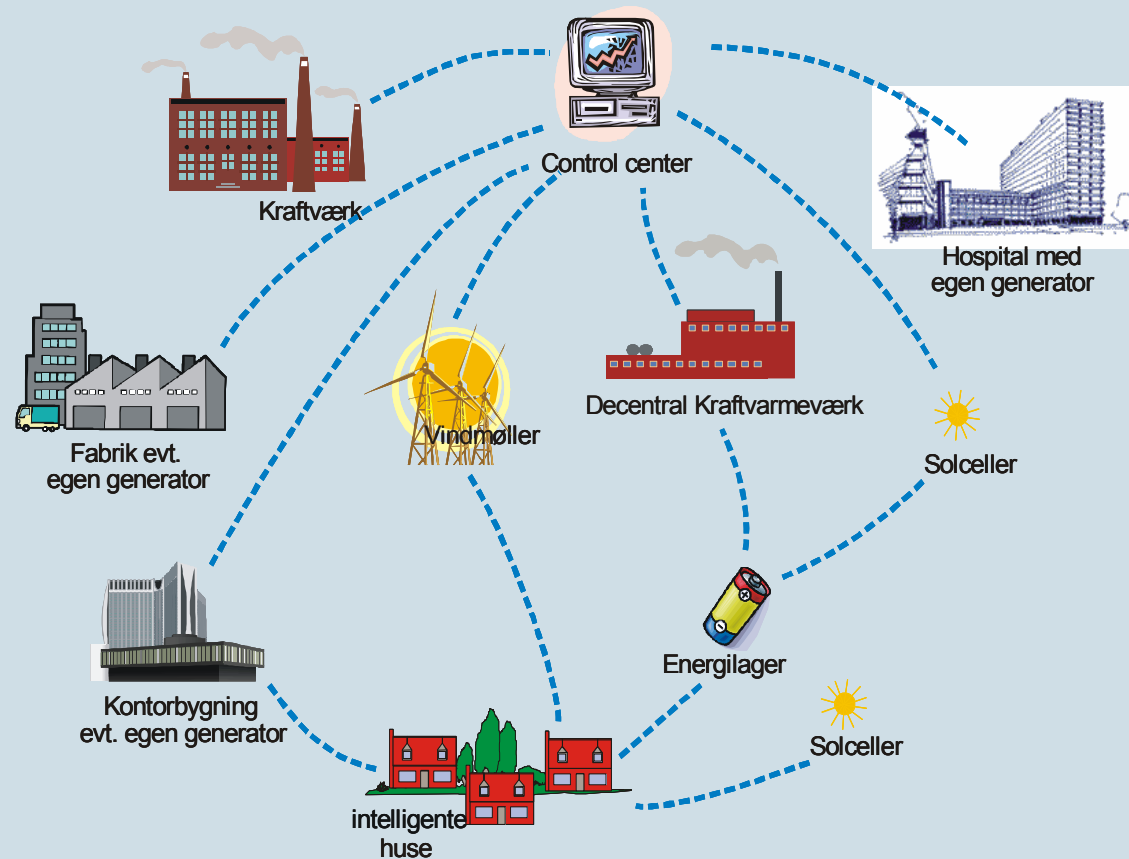 Control center
Kraftværk
Hospital med
egen generator
Decentral Kraftvarmeværk
Vindmøller
Fabrik evt.
egen generator
Solceller
Energilager
Kontorbygning
evt. egen generator
Solceller
intelligente
huse